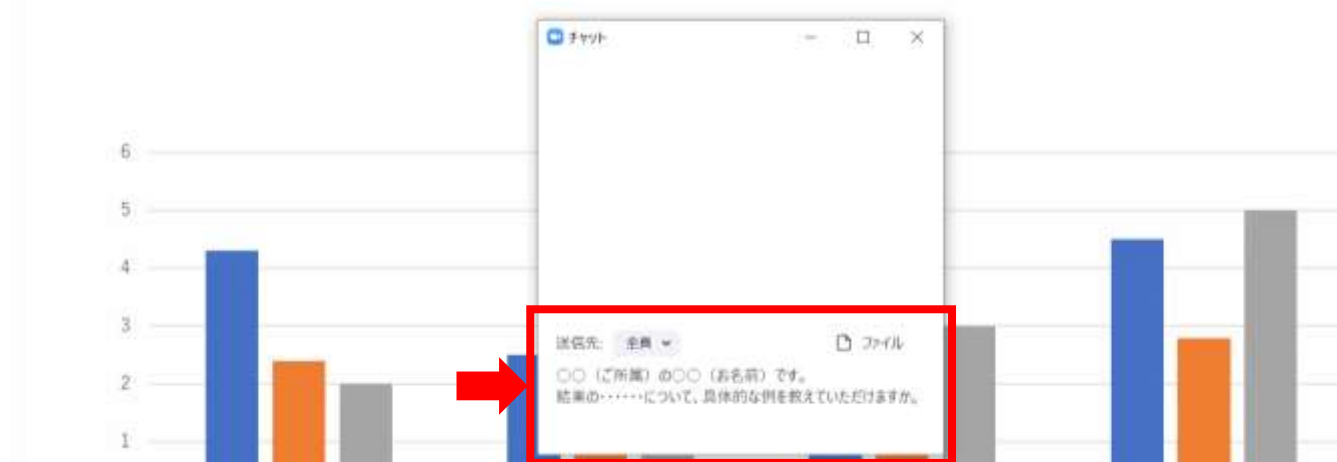 チャット
6
5
4
3
2
1
送信先: 全員
ファイル
○○（ご所属）の○○（お名前）です。
結果の・・・・・・について、具体的な例を教えていただけますか。